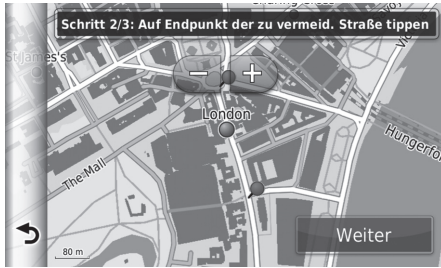 Schritt 2/3: Auf Endpunkt der zu vermeid. Straße tippen
St James's
London
Hungerfo
The Mall
Weiter
80 m